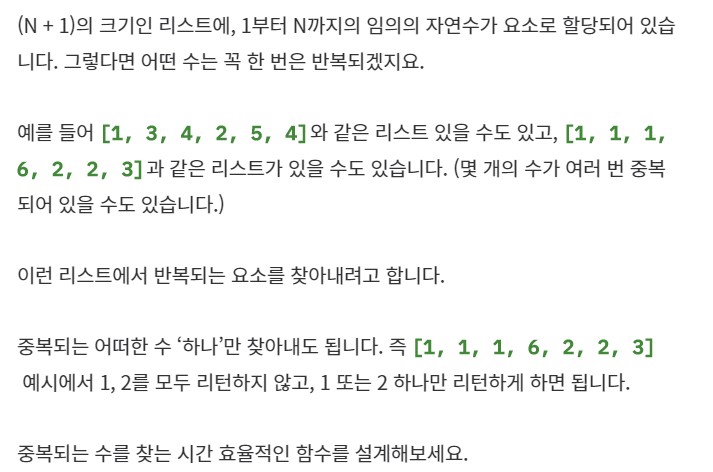 (N + 1)의 크기인 리스트에, 1부터 N까지의 임의의 자연수가 요소로 할당되어 있습
니다. 그렇다면 어떤 수는 꼭 한 번은 반복되겠지요.
예를 들어 [1, 3, 4, 2, 5, 4]와 같은 리스트 있을 수도 있고, [1, 1, 1,
6, 2, 2, 3]과 같은 리스트가 있을 수도 있습니다. (몇 개의 수가 여러 번 중복
되어 있을 수도 있습니다.)
이런 리스트에서 반복되는 요소를 찾아내려고 합니다.
중복되는 어떠한 수 ‘하나’만 찾아내도 됩니다. 즉 [1, 1, 1, 6, 2, 2, 3]
예시에서 1, 2를 모두 리턴하지 않고, 1 또는 2 하나만 리턴하게 하면 됩니다.
중복되는 수를 찾는 시간 효율적인 함수를 설계해보세요.